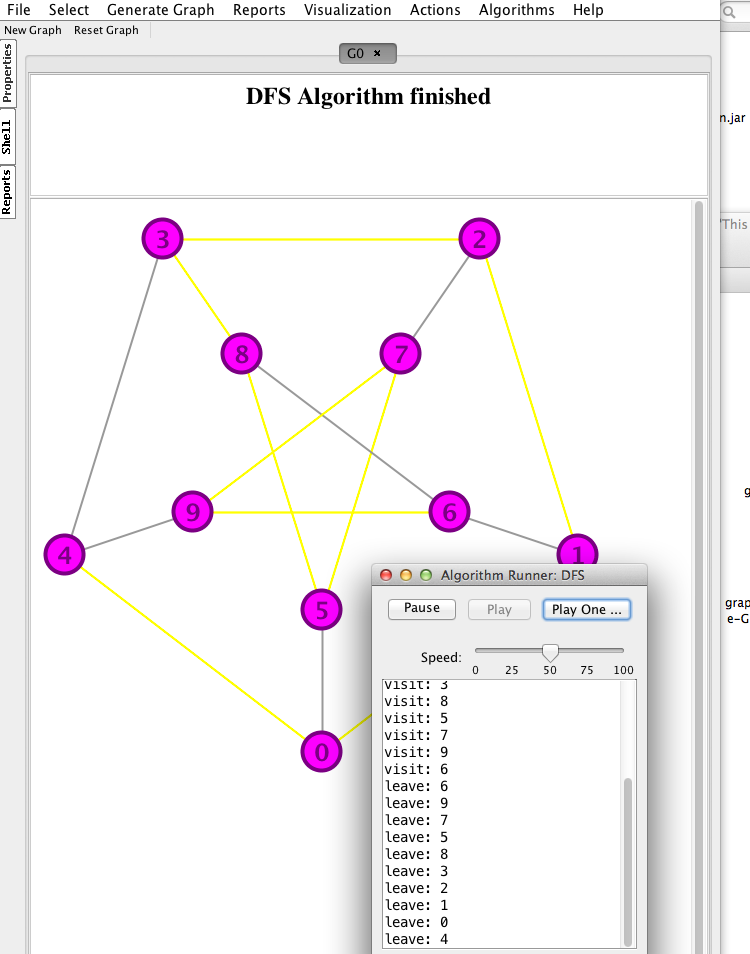 File Select Generate Graph Reports Visualization Actions Algorithms Help
New Graph Reset Graph
G0 ×
Properties
Shell
Reports
DFS Algorithm finished
n.jar
"This
3 2
8 7
9 6
4 1
5
0
g
grap
e-G
Algorithm Runner: DFS
Pause Play Play One ...
Speed:
0 25 50 75 100
visit: 3
visit: 8
visit: 5
visit: 7
visit: 9
visit: 6
leave: 6
leave: 9
leave: 7
leave: 5
leave: 8
leave: 3
leave: 2
leave: 1
leave: 0
leave: 4